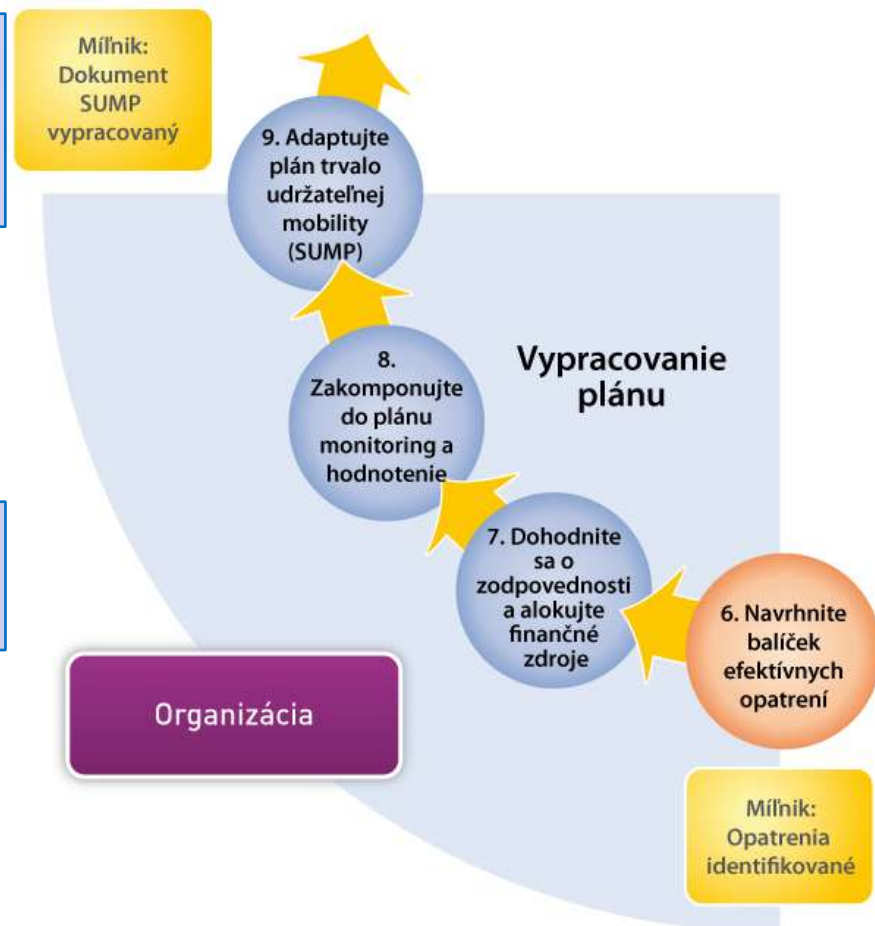 Míľnik:
Dokument
SUMP
vypracovaný
9. Adaptujte
plán trvalo
udržateľnej
mobility
(SUMP)
8.
Zakomponujte
do plánu
monitoring a
hodnotenie
Vypracovanie
plánu
7. Dohodnite
sa o
zodpovednosti
a alokujte
finančné
zdroje
6. Navrhnite
balíček
efektívnych
opatrení
Organizácia
Míľnik:
Opatrenia
identifikované